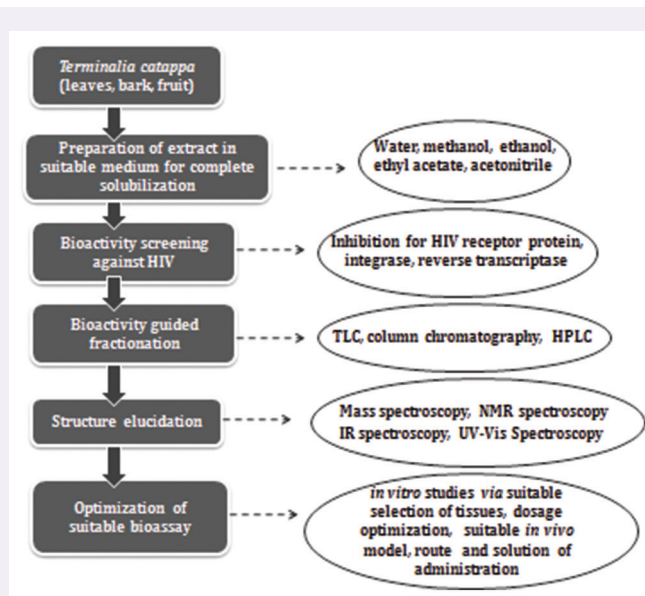 Terminalia catappa
(leaves, bark, fruit)
Preparation of extract in
suitable medium for complete
solubilization
Water, methanol, ethanol,
ethyl acetate, acetonitrile
Bioactivity screening
against HIV
Inhibition for HIV receptor protein,
integrase, reverse transcriptase
Bioactivity guided
fractionation
TLC, column chromatography, HPLC
Structure elucidation
Mass spectroscopy, NMR spectroscopy
IR spectroscopy, UV-Vis Spectroscopy
Optimization of
suitable bioassay
in vitro studies via suitable
selection of tissues, dosage
optimization, suitable in vivo
model, route and solution of
administration